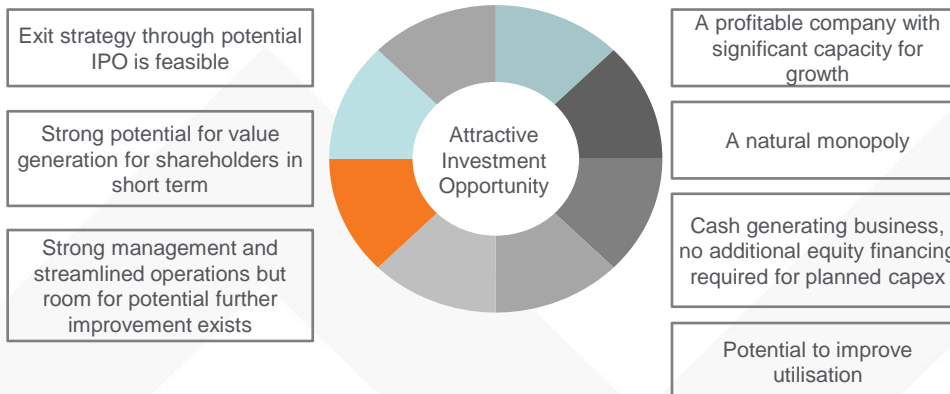 Exit strategy through potential
IPO is feasible
Strong potential for value
generation for shareholders in
short term
Strong management and
streamlined operations but
room for potential further
improvement exists
Attractive
Investment
Opportunity
A profitable company with
significant capacity for
growth
A natural monopoly
Cash generating business,
no additional equity financing
required for planned capex
Potential to improve
utilisation